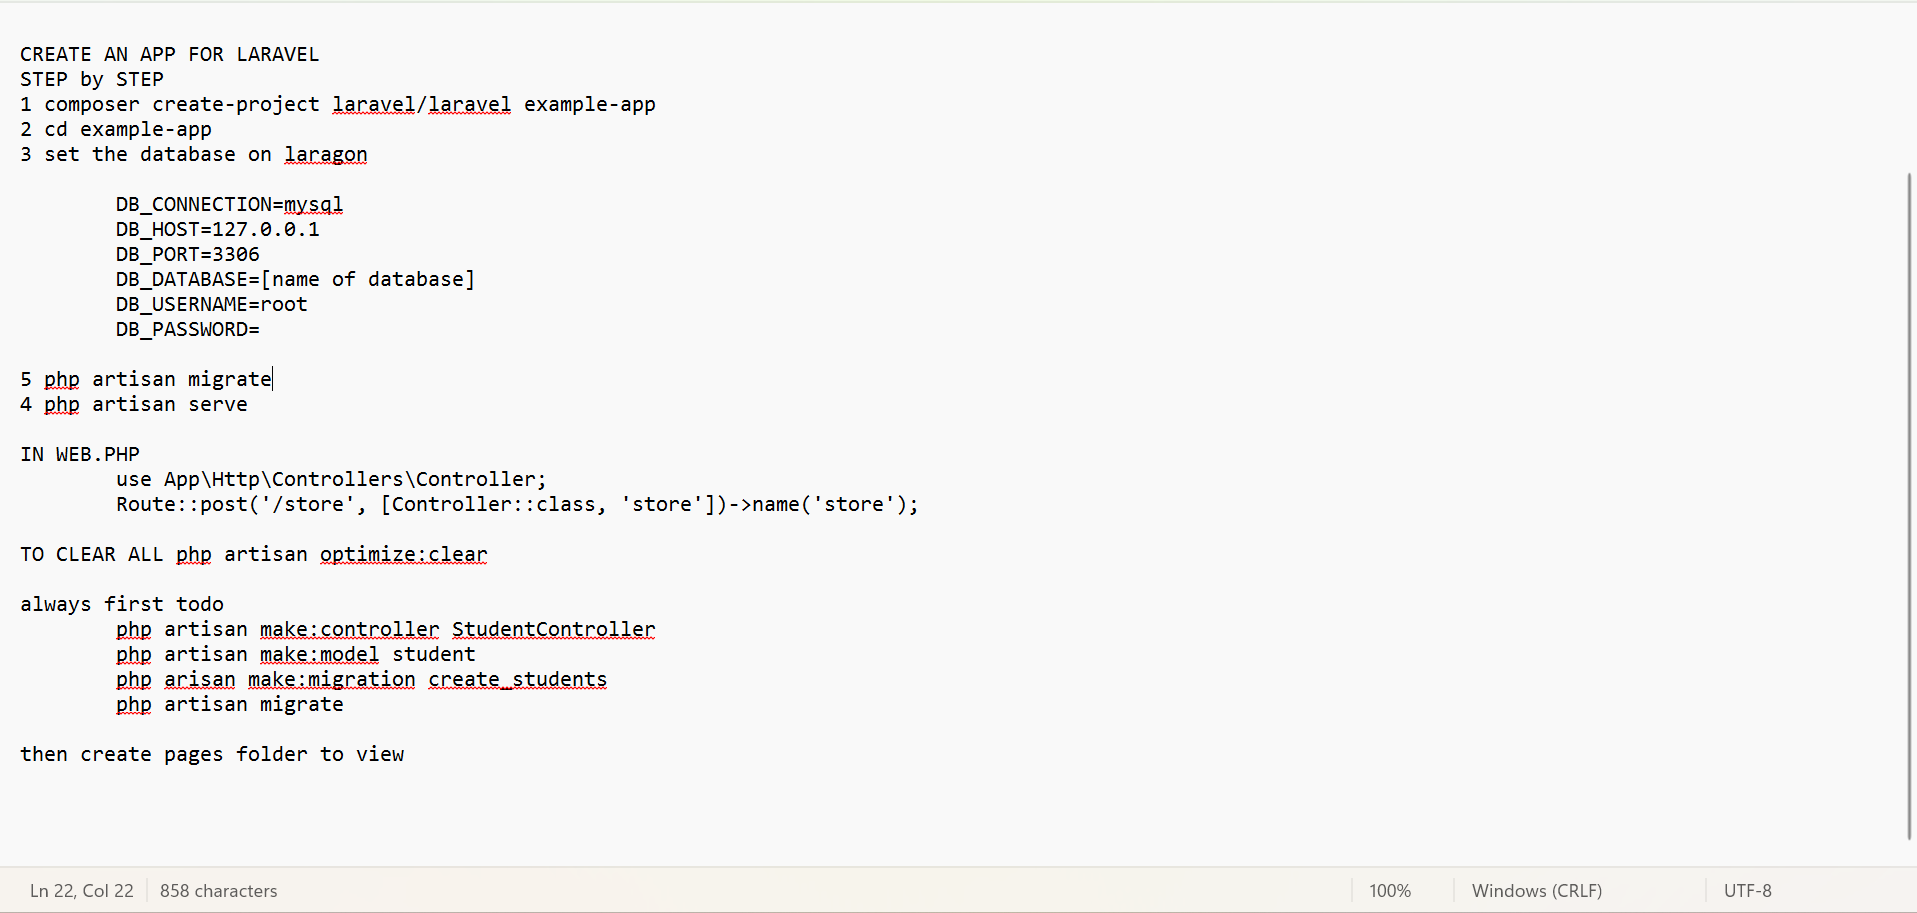 CREATE AN APP FOR LARAVEL
STEP by STEP
1 composer create-project laravel/laravel example-app
2 cd example-app
3 set the database on laragon
DB_CONNECTION=mysql
DB_HOST=127.0.0.1
DB_PORT=3306
DB_DATABASE=[name of database]
DB_USERNAME=root
DB_PASSWORD=
5 php artisan migrate
4 php artisan serve
IN WEB.PHP
use App\Http\Controllers\Controller;
Route::post('/store', [Controller::class, 'store'])->name('store');
TO CLEAR ALL php artisan optimize:clear
always first todo
php artisan make:controller StudentController
php artisan make:model student
php arisan make:migration create_students
php artisan migrate
then create pages folder to view
Ln 22, Col 22 858 characters 100% Windows (CRLF) UTF-8